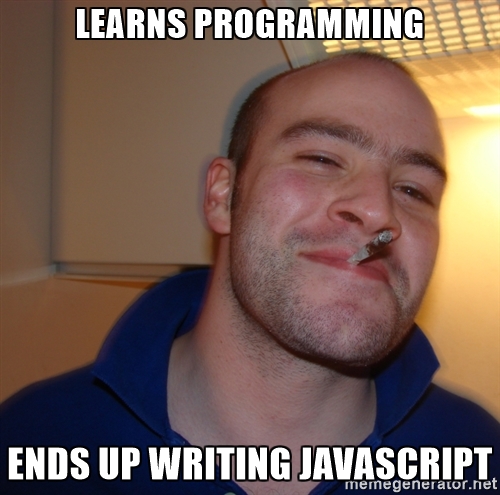 LEARNS PROGRAMMING
ENDS UP WRITING JAVASCRIPT
memegenerator.net